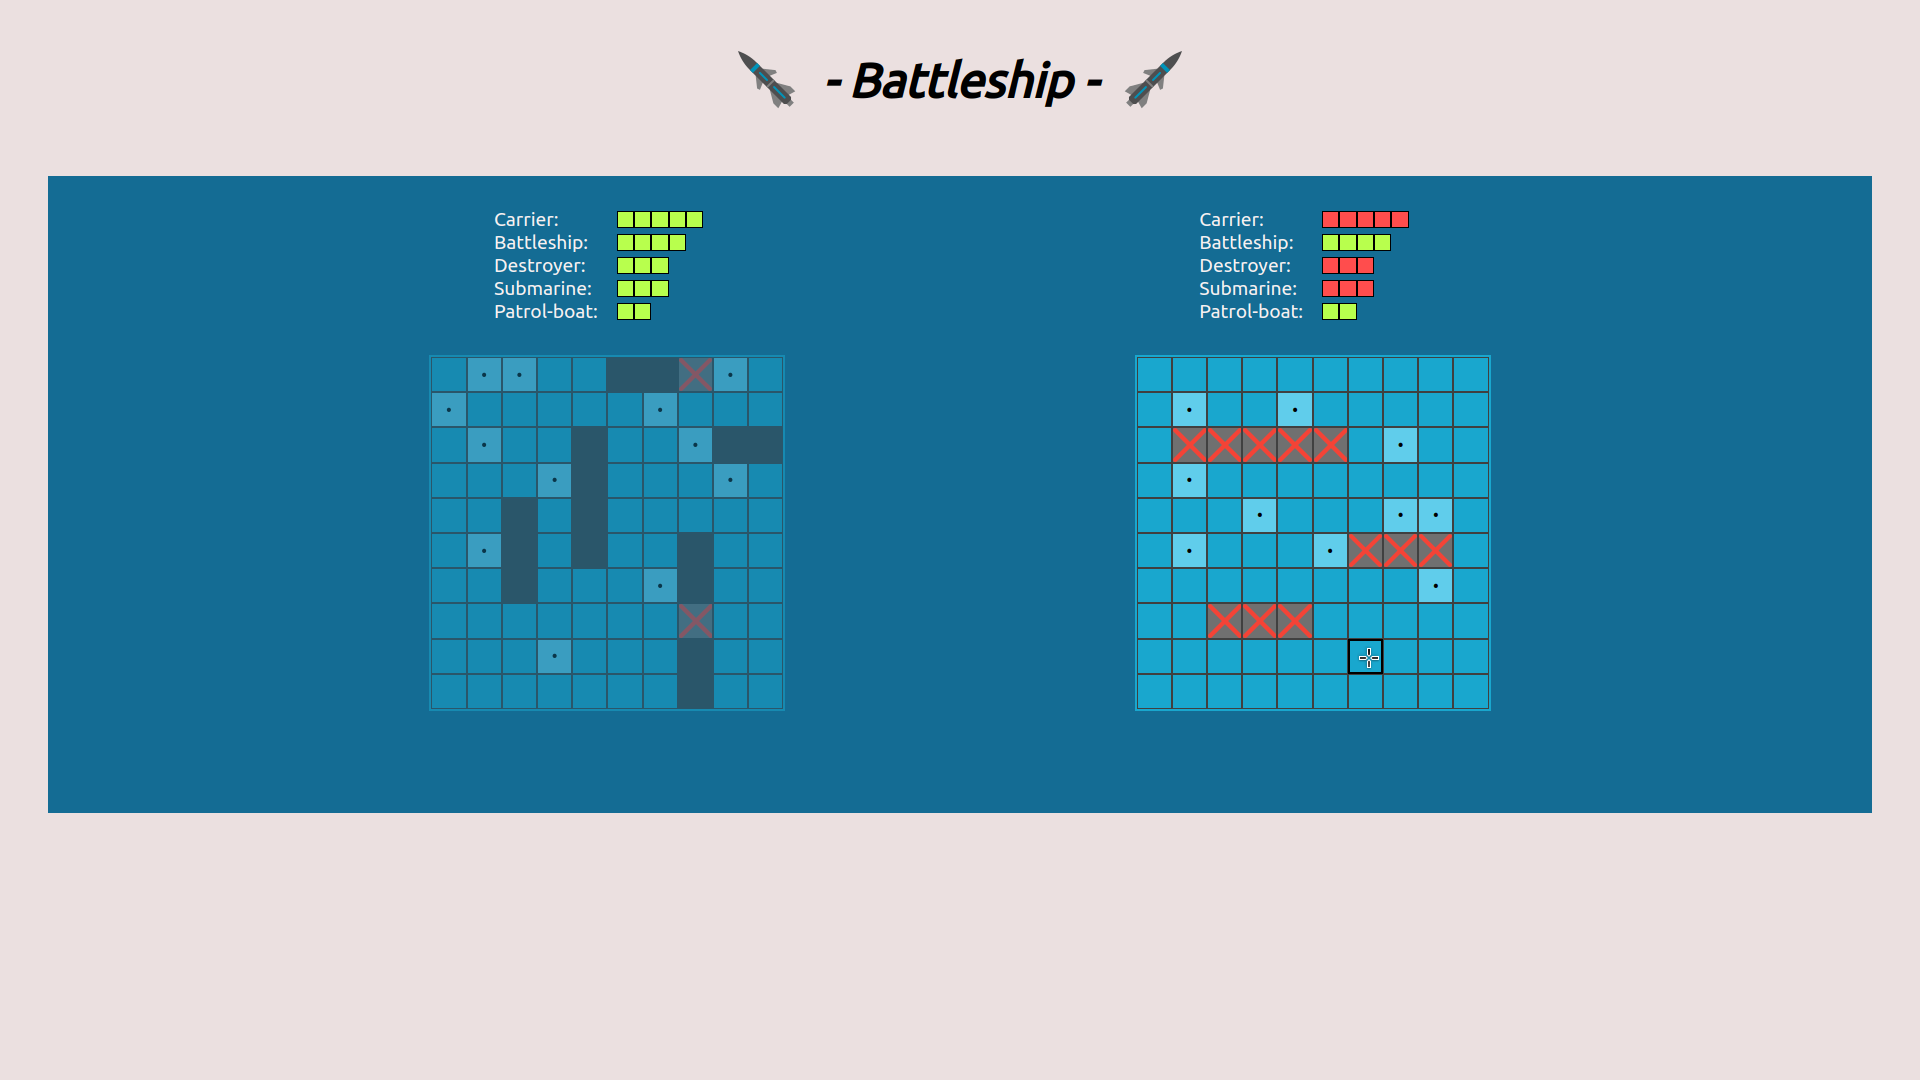 - Battleship -
Carrier:
Battleship:
Destroyer:
Submarine:
Patrol-boat:
Carrier:
Battleship:
Destroyer:
Submarine:
Patrol-boat: